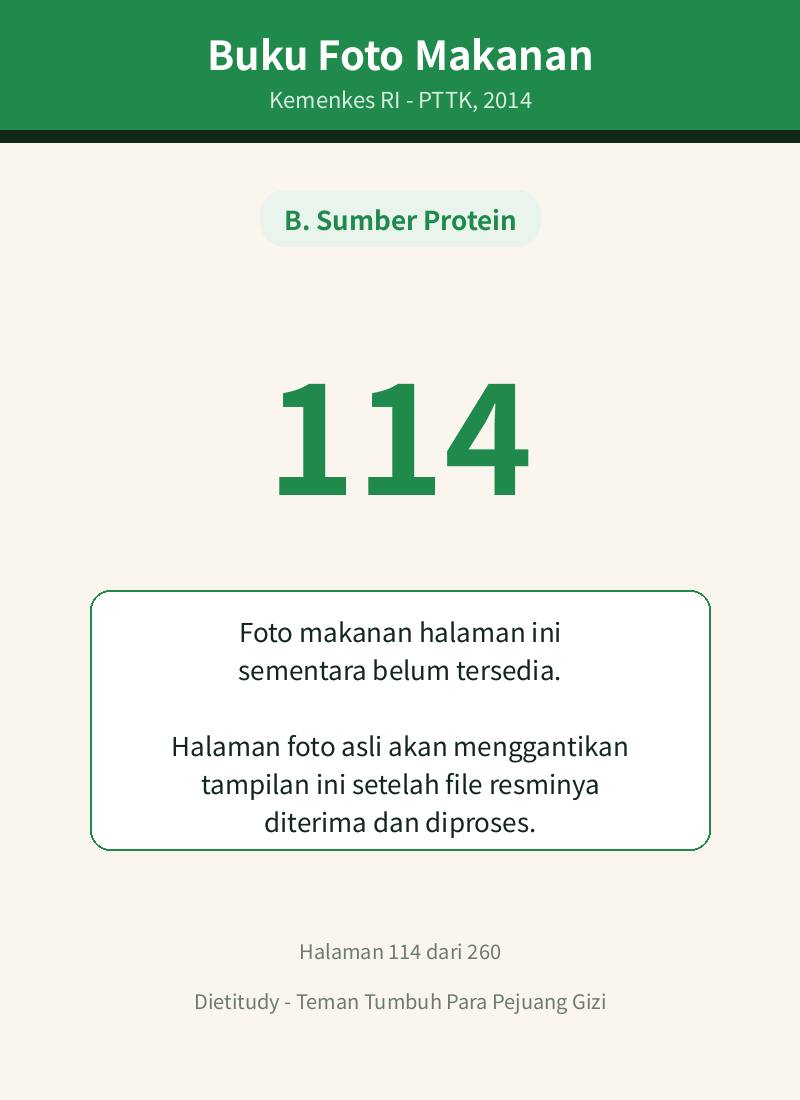 Buku Foto Makanan
Kemenkes RI - PTTK, 2014
B. Sumber Protein
114
Foto makanan halaman ini
sementara belum tersedia.
Halaman foto asli akan menggantikan
tampilan ini setelah file resminya
diterima dan diproses.
Halaman 114 dari 260
Dietitudy - Teman Tumbuh Para Pejuang Gizi